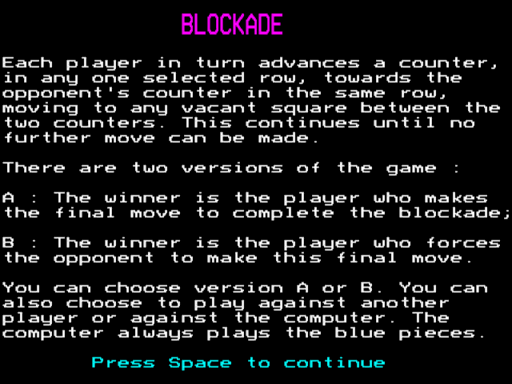 BLOCKADE
Each player in turn advances a counter,
in any one selected row, towards the
opponent's counter in the same row,
moving to any vacant square between the
two counters. This continues until no
further move can be made.
There are two versions of the game :
A : The winner is the player who makes
the final move to complete the blockade;
B : The winner is the player who forces
the opponent to make this final move.
You can choose version A or B. You can
also choose to play against another
player or against the computer. The
computer always plays the blue pieces.
Press Space to continue